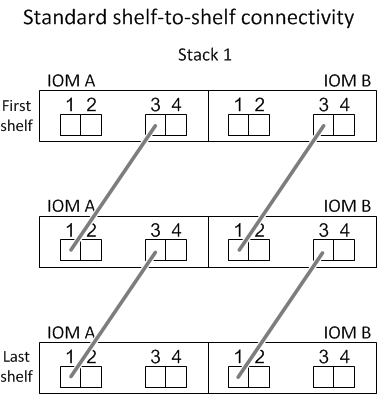 Standard shelf-to-shelf connectivity
Stack 1
IOM A IOM B
First shelf 1 2 3 4 1 2 3 4
IOM A IOM B
1 2 3 4 1 2 3 4
IOM A IOM B
Last shelf 1 2 3 4 1 2 3 4